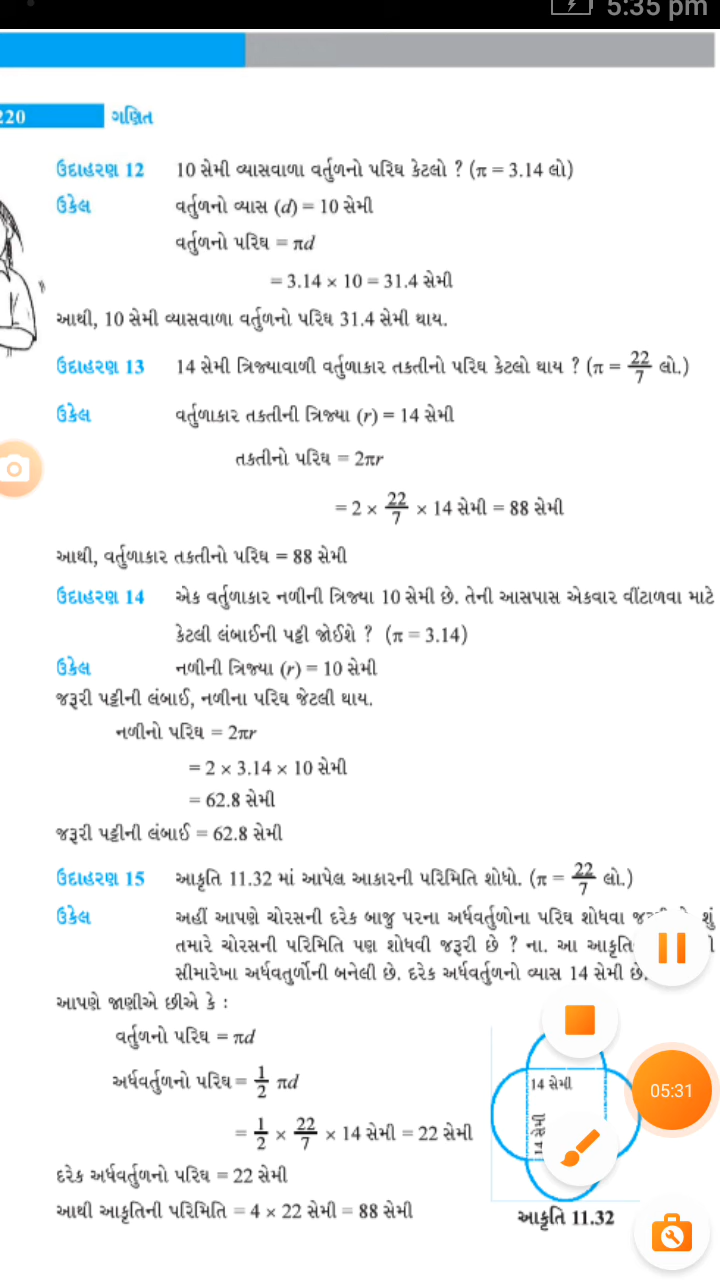 5:35 pm
220 ગણિત
ઉદાહરણ 12 10 સેમી વ્યાસવાળા વર્તુળનો પરિઘ કેટલો ? (π = 3.14 લો)
ઉકેલ વર્તુળનો વ્યાસ (d) = 10 સેમી
વર્તુળનો પરિઘ = πd
= 3.14 × 10 = 31.4 સેમી
આથી, 10 સેમી વ્યાસવાળા વર્તુળનો પરિઘ 31.4 સેમી થાય.
ઉદાહરણ 13 14 સેમી ત્રિજ્યાવાળી વર્તુળાકાર તકતીનો પરિઘ કેટલો થાય ? (π = 22/7 લો.)
ઉકેલ વર્તુળાકાર તકતીની ત્રિજ્યા (r) = 14 સેમી
તકતીનો પરિઘ = 2πr
= 2 × 22/7 × 14 સેમી = 88 સેમી
આથી, વર્તુળાકાર તકતીનો પરિઘ = 88 સેમી
ઉદાહરણ 14 એક વર્તુળાકાર નળીની ત્રિજ્યા 10 સેમી છે. તેની આસપાસ એકવાર વીંટાળવા માટે
કેટલી લંબાઈની પટ્ટી જોઈશે ? (π = 3.14)
ઉકેલ નળીની ત્રિજ્યા (r) = 10 સેમી
જરૂરી પટ્ટીની લંબાઈ, નળીના પરિઘ જેટલી થાય.
નળીનો પરિઘ = 2πr
= 2 × 3.14 × 10 સેમી
= 62.8 સેમી
જરૂરી પટ્ટીની લંબાઈ = 62.8 સેમી
ઉદાહરણ 15 આકૃતિ 11.32 માં આપેલ આકારની પરિમિતિ શોધો. (π = 22/7 લો.)
ઉકેલ અહીં આપણે ચોરસની દરેક બાજુ પરના અર્ધવર્તુળોના પરિઘ શોધવા શું
તમારે ચોરસની પરિમિતિ પણ શોધવી જરૂરી છે ? ના. આ
સીમારેખા અર્ધવતુર્ળોની બનેલી છે. દરેક અર્ધવર્તુળનો વ્યાસ 14 સેમી છે.
આપણે જાણીએ છીએ કે :
વર્તુળનો પરિઘ = πd
અર્ધવર્તુળનો પરિઘ = 1/2 πd
= 1/2 × 22/7 × 14 સેમી = 22 સેમી
દરેક અર્ધવર્તુળનો પરિઘ = 22 સેમી
આથી આકૃતિની પરિમિતિ = 4 × 22 સેમી = 88 સેમી
14 સેમી
14 સેમી
આકૃતિ 11.32
05:31